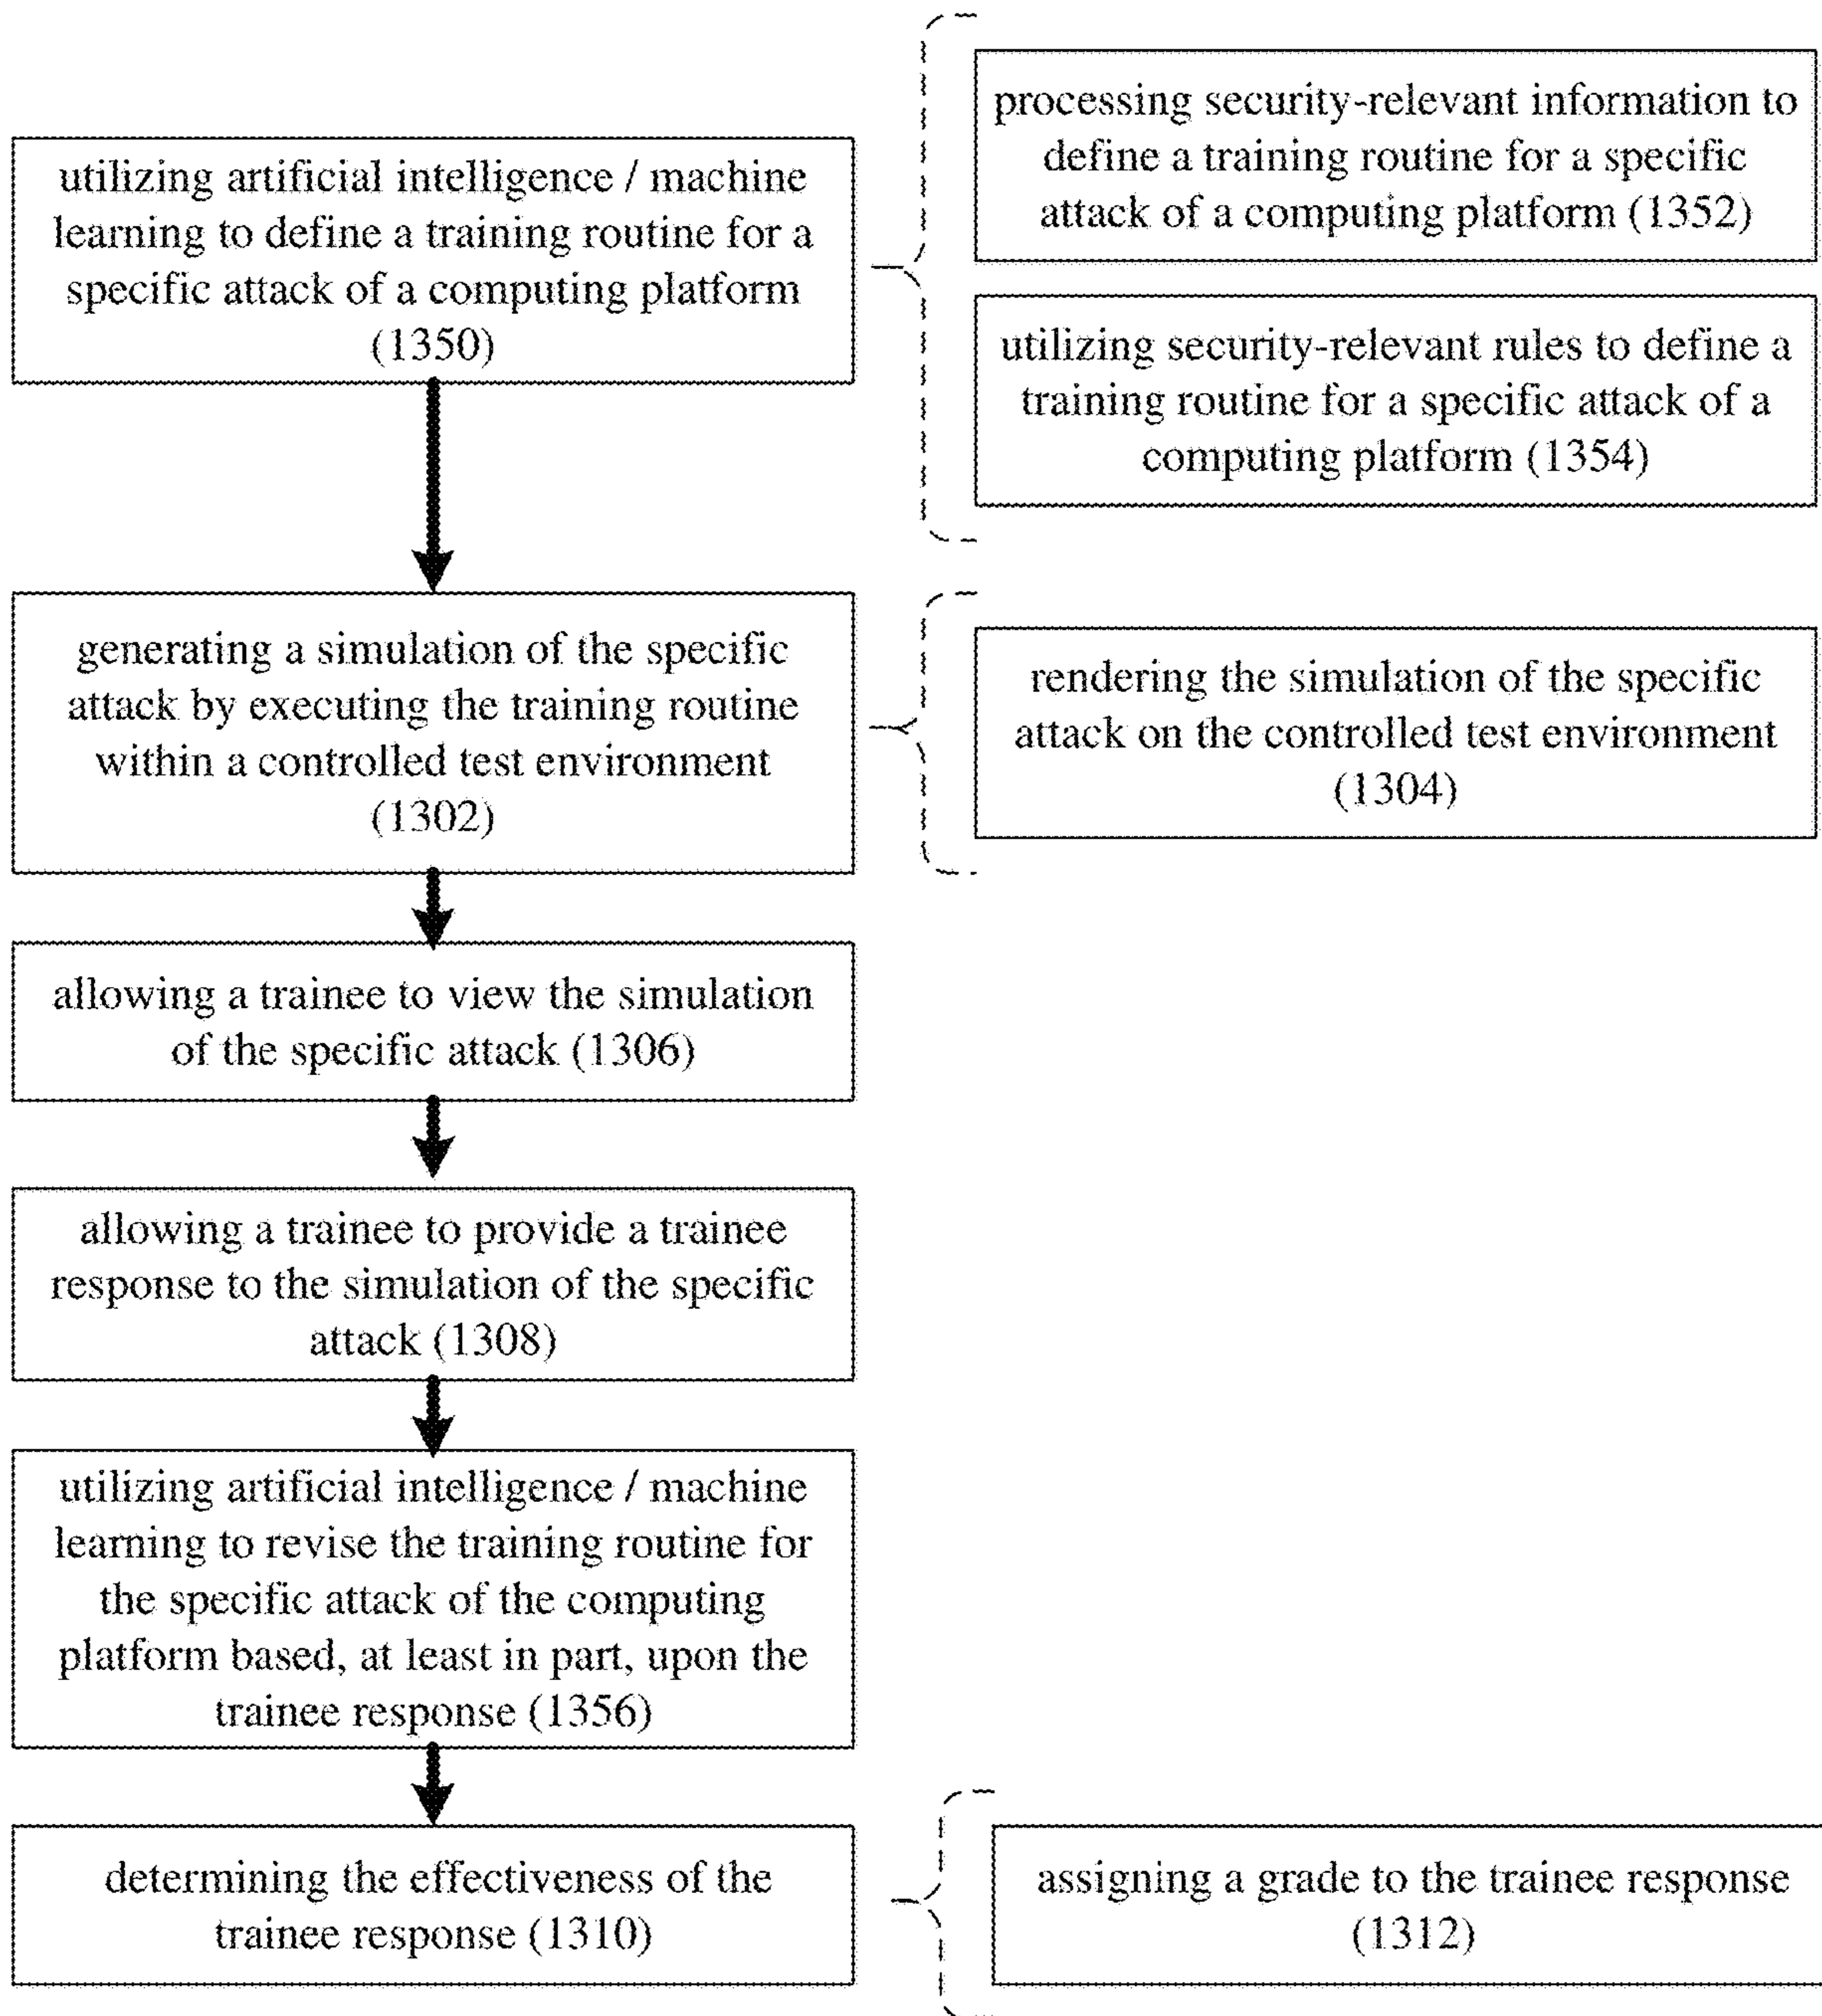 utilizing artificial intelligence / machine
learning to define a training routine for a
specific attack of a computing platform
(1350)
processing security-relevant information to
define a training routine for a specific
attack of a computing platform (1352)
utilizing security-relevant rules to define a
training routine for a specific attack of a
computing platform (1354)
generating a simulation of the specific
attack by executing the training routine
within a controlled test environment
(1302)
rendering the simulation of the specific
attack on the controlled test environment
(1304)
allowing a trainee to view the simulation
of the specific attack (1306)
allowing a trainee to provide a trainee
response to the simulation of the specific
attack (1308)
utilizing artificial intelligence / machine
learning to revise the training routine for
the specific attack of the computing
platform based, at least in part, upon the
trainee response (1356)
determining the effectiveness of the
trainee response (1310)
assigning a grade to the trainee response
(1312)